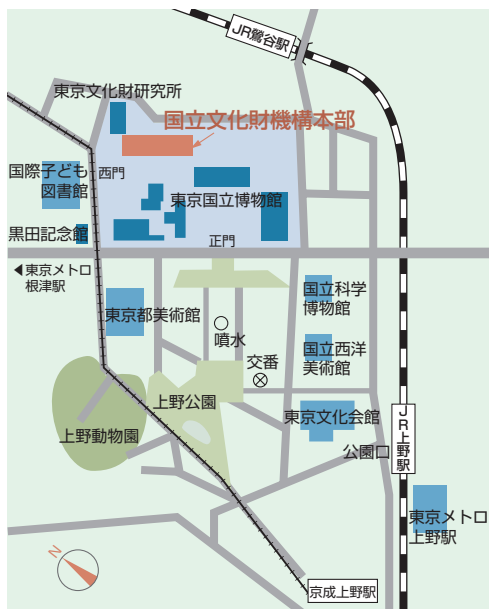 JR鶯谷駅
東京文化財研究所
国立文化財機構本部
国際子ども
図書館
西門
東京国立博物館
黒田記念館
正門
◀東京メトロ
根津駅
国立科学
博物館
東京都美術館
噴水
国立西洋
美術館
交番
上野公園
東京文化会館
上野動物園
公園口
JR上野駅
東京メトロ
上野駅
N
京成上野駅